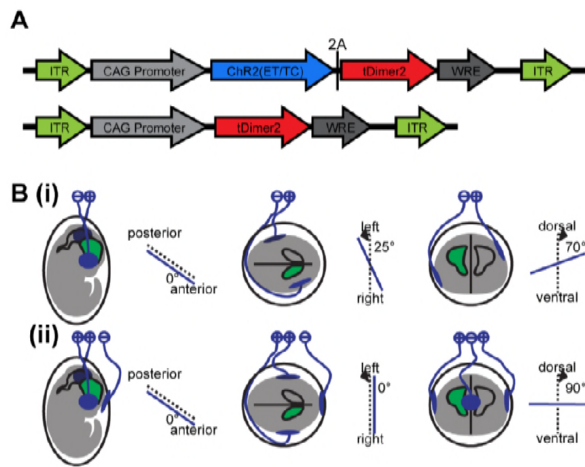 A
2A
ITR CAG Promoter ChR2(ET/TC) tDimer2 WRE ITR
ITR CAG Promoter tDimer2 WRE ITR
B (i)
⊖⊕ ⊖⊕ ⊖ ⊕
posterior left dorsal
0° 25° 70°
anterior right ventral
(ii)
⊕⊕⊖ ⊕⊕⊖ ⊕⊕⊖
posterior left dorsal
0° 0° 90°
anterior right ventral